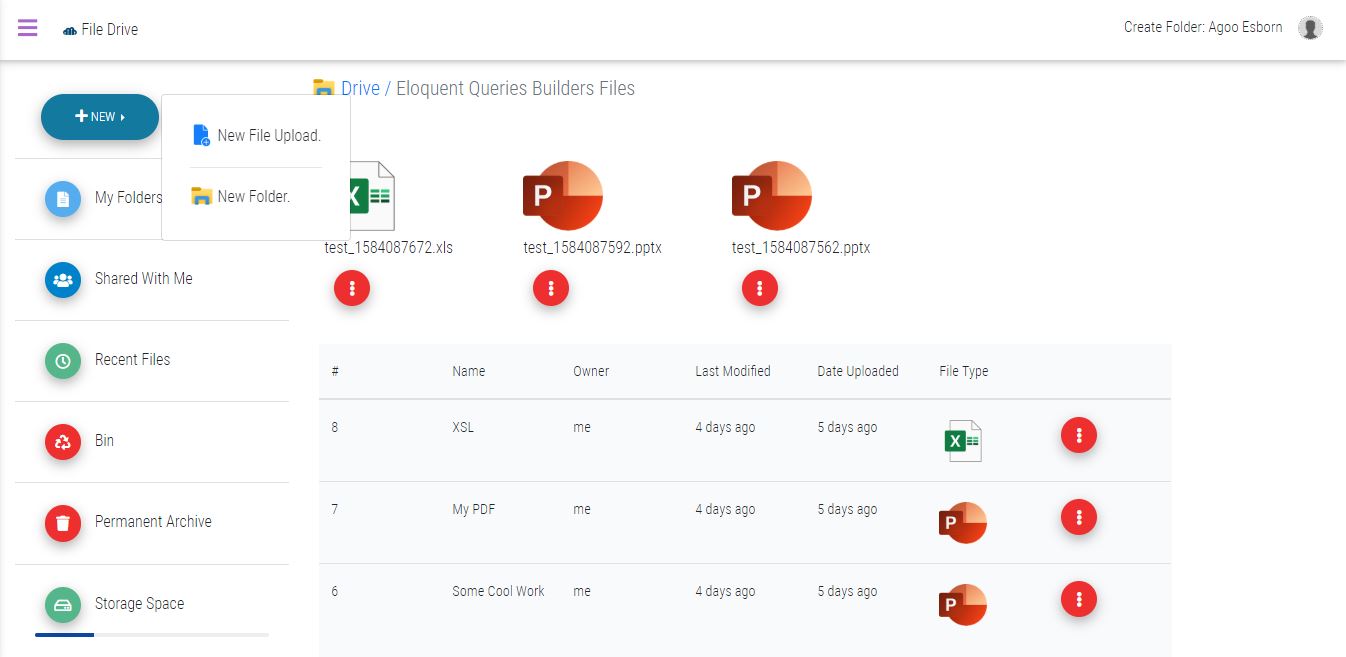 File Drive
Create Folder: Agoo Esborn
Drive / Eloquent Queries Builders Files
NEW
New File Upload.
New Folder.
My Folders
Shared With Me
Recent Files
Bin
Permanent Archive
Storage Space
X
P
P
test_1584087672.xls
test_1584087592.pptx
test_1584087562.pptx
# Name Owner Last Modified Date Uploaded File Type
8 XSL me 4 days ago 5 days ago X
7 My PDF me 4 days ago 5 days ago P
6 Some Cool Work me 4 days ago 5 days ago P